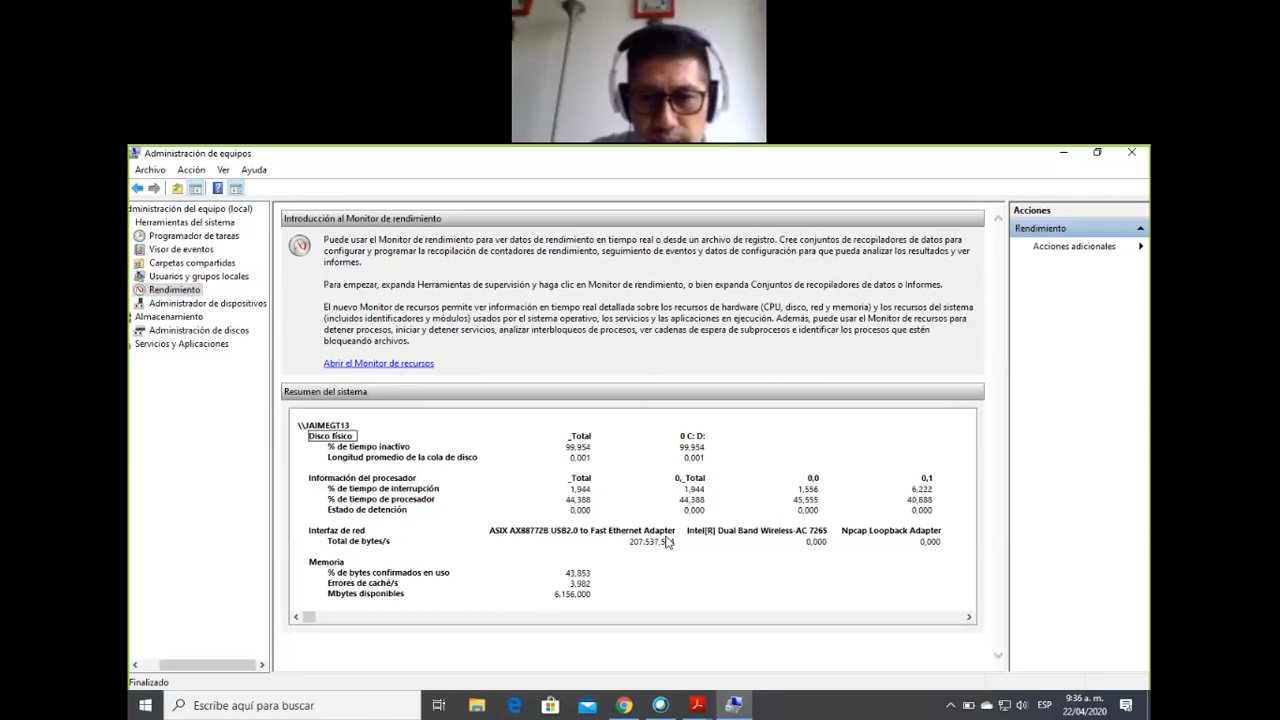 Administración de equipos
Archivo Acción Ver Ayuda
dministración del equipo (local)
Herramientas del sistema
Programador de tareas
Visor de eventos
Carpetas compartidas
Usuarios y grupos locales
Rendimiento
Administrador de dispositivos
Almacenamiento
Administración de discos
Servicios y Aplicaciones
Introducción al Monitor de rendimiento
Puede usar el Monitor de rendimiento para ver datos de rendimiento en tiempo real o desde un archivo de registro. Cree conjuntos de recopiladores de datos para
configurar y programar la recopilación de contadores de rendimiento, seguimiento de eventos y datos de configuración para que pueda analizar los resultados y ver
informes.
Para empezar, expanda Herramientas de supervisión y haga clic en Monitor de rendimiento, o bien expanda Conjuntos de recopiladores de datos o Informes.
El nuevo Monitor de recursos permite ver información en tiempo real detallada sobre los recursos de hardware (CPU, disco, red y memoria) y los recursos del sistema
(incluidos identificadores y módulos) usados por el sistema operativo, los servicios y las aplicaciones en ejecución. Además, puede usar el Monitor de recursos para
detener procesos, iniciar y detener servicios, analizar interbloqueos de procesos, ver cadenas de espera de subprocesos e identificar los procesos que estén
bloqueando archivos.
Abrir el Monitor de recursos
Resumen del sistema
\\JAIMEGT13
Disco físico _Total 0 C: D:
% de tiempo inactivo 99,954 99,954
Longitud promedio de la cola de disco 0,001 0,001
Información del procesador _Total 0,_Total 0,0 0,1
% de tiempo de interrupción 1,944 1,944 1,556 6,222
% de tiempo de procesador 44,388 44,388 45,555
Estado de detención 0,000 0,000 0,000 0,000
Interfaz de red ASIX AX88772B USB2.0 to Fast Ethernet Adapter Intel[R] Dual Band Wireless-AC 7265 Npcap Loopback Adapter
Total de bytes/s 0,000 0,000
Memoria
% de bytes confirmados en uso 43,853
Errores de caché/s 3,982
Mbytes disponibles 6.156,000
Acciones
Rendimiento
Acciones adicionales
Finalizado
Escribe aquí para buscar
ESP
9:36 a. m.
22/04/2020